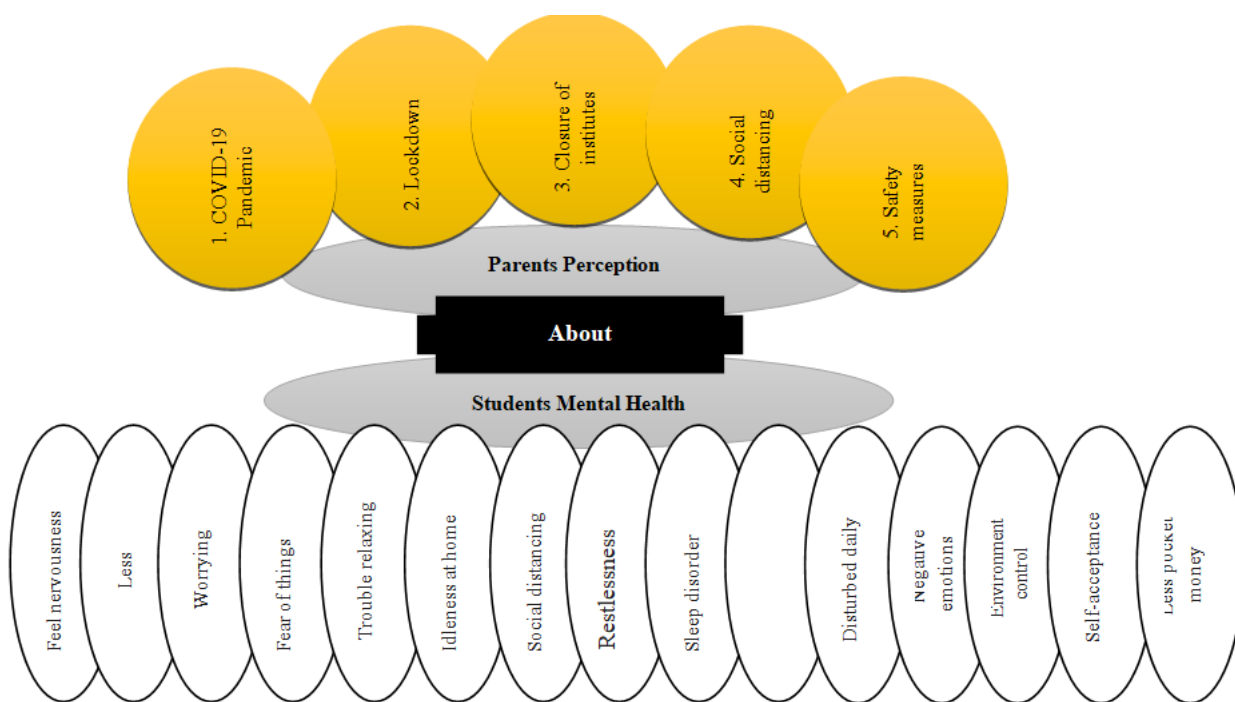 1. COVID-19
Pandemic
2. Lockdown
3. Closure of
institutes
4. Social
distancing
5. Safety
measures
Parents Perception
About
Students Mental Health
Feel nervousness
Less
Worrying
Fear of things
Trouble relaxing
Idleness at home
Social distancing
Restlessness
Sleep disorder
Disturbed daily
Negative
emotions
Environment
control
Self-acceptance
Less pocket
money